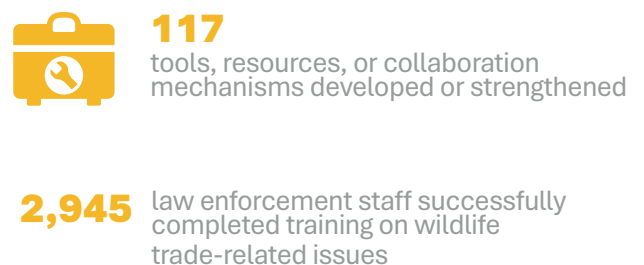 117
tools, resources, or collaboration
mechanisms developed or strengthened
2,945 law enforcement staff successfully
completed training on wildlife
trade-related issues